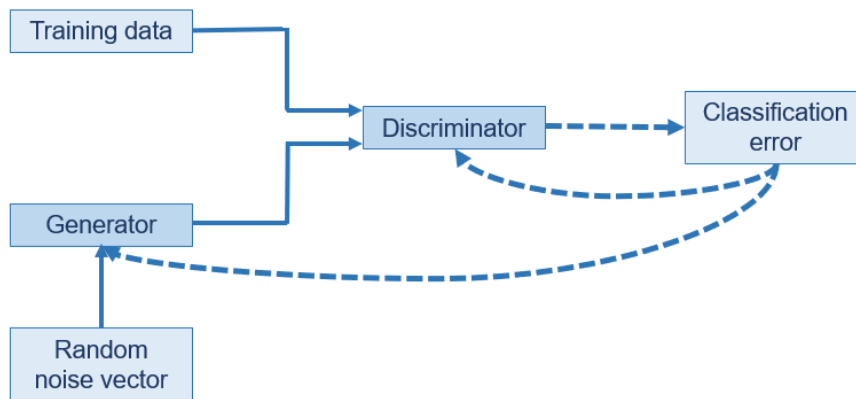 Training data
Discriminator
Classification
error
Generator
Random
noise vector